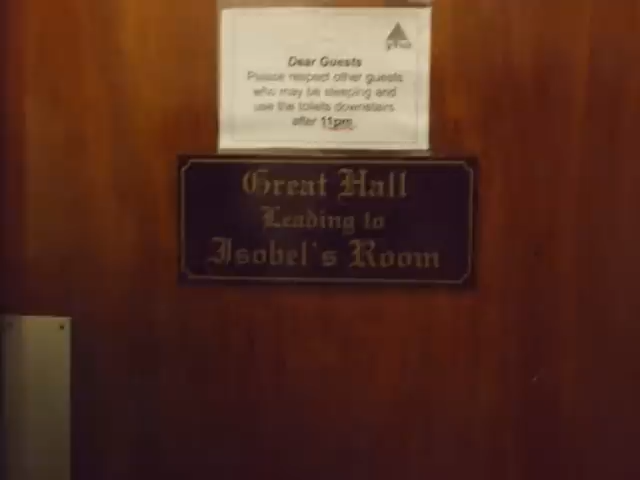 yha
Dear Guests
Please respect other guests
who may be sleeping and
use the toilets downstairs
after 11pm.
Great Hall
Leading to
Isobel's Room